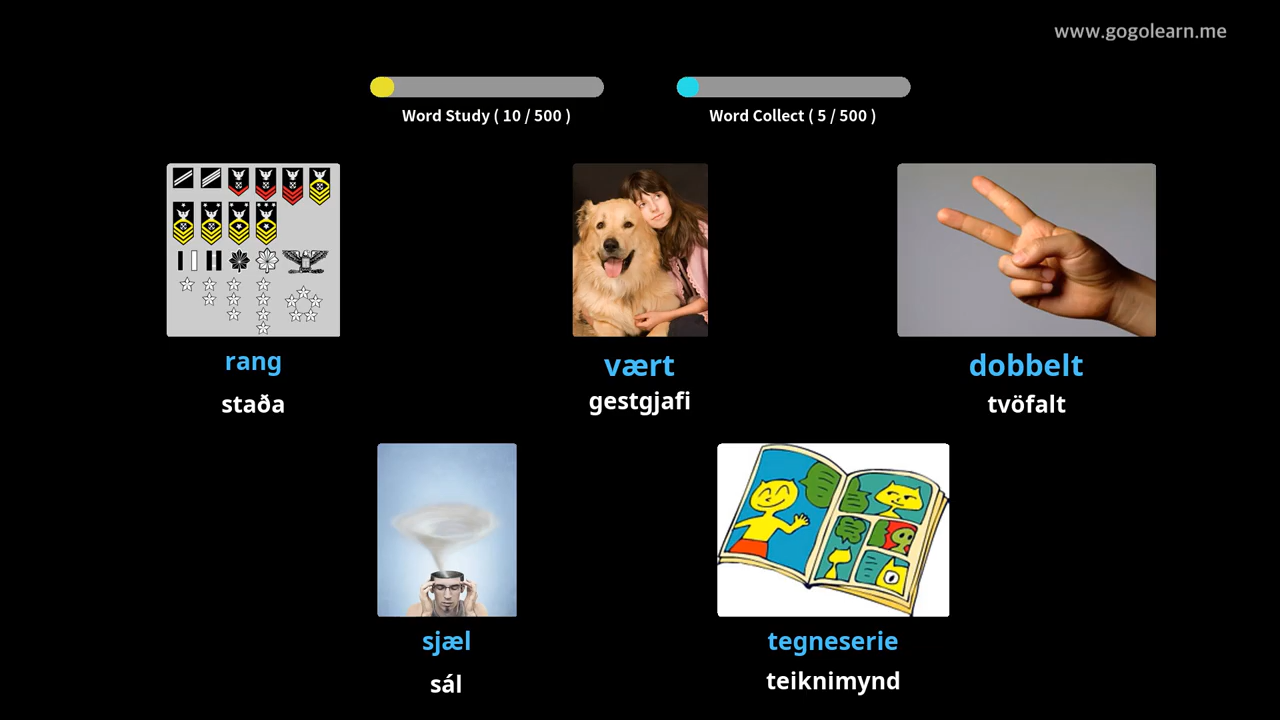 www.gogolearn.me
Word Study ( 10 / 500 )
Word Collect ( 5 / 500 )
rang
staða
vært
gestgjafi
dobbelt
tvöfalt
sjæl
sál
tegneserie
teiknimynd